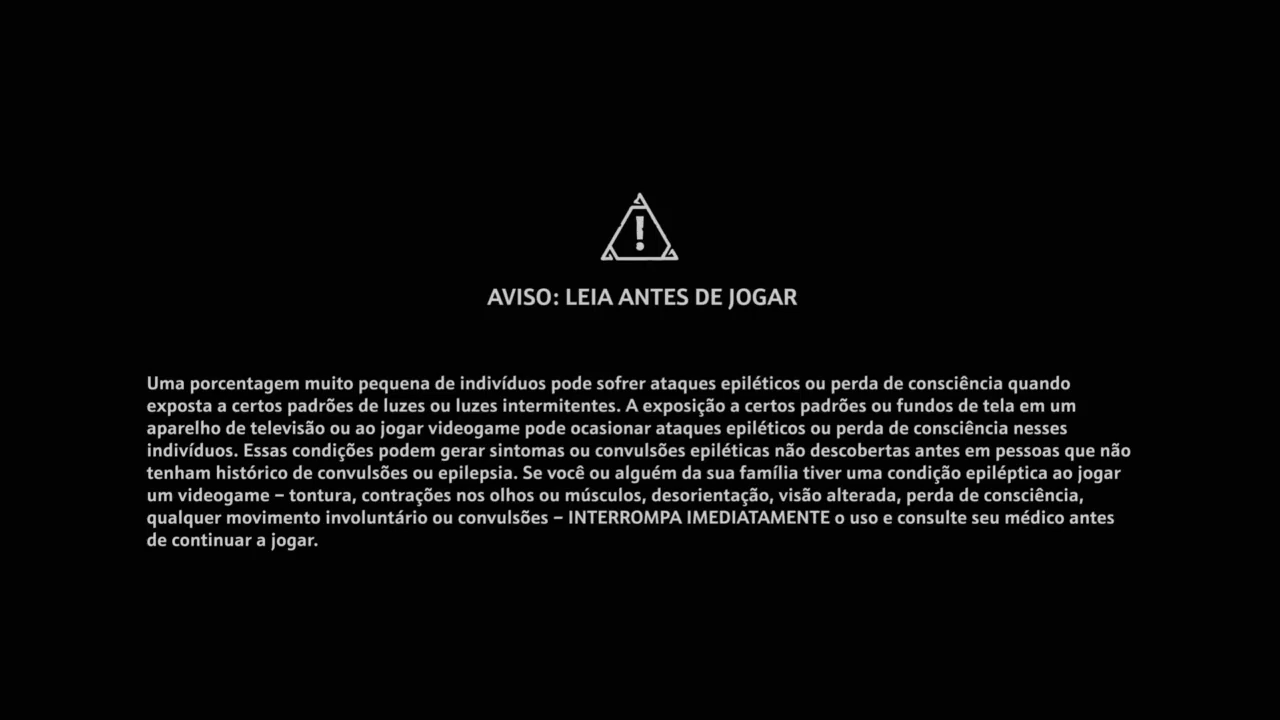 AVISO: LEIA ANTES DE JOGAR
Uma porcentagem muito pequena de indivíduos pode sofrer ataques epiléticos ou perda de consciência quando
exposta a certos padrões de luzes ou luzes intermitentes. A exposição a certos padrões ou fundos de tela em um
aparelho de televisão ou ao jogar videogame pode ocasionar ataques epiléticos ou perda de consciência nesses
indivíduos. Essas condições podem gerar sintomas ou convulsões epiléticas não descobertas antes em pessoas que não
tenham histórico de convulsões ou epilepsia. Se você ou alguém da sua família tiver uma condição epiléptica ao jogar
um videogame – tontura, contrações nos olhos ou músculos, desorientação, visão alterada, perda de consciência,
qualquer movimento involuntário ou convulsões – INTERROMPA IMEDIATAMENTE o uso e consulte seu médico antes
de continuar a jogar.